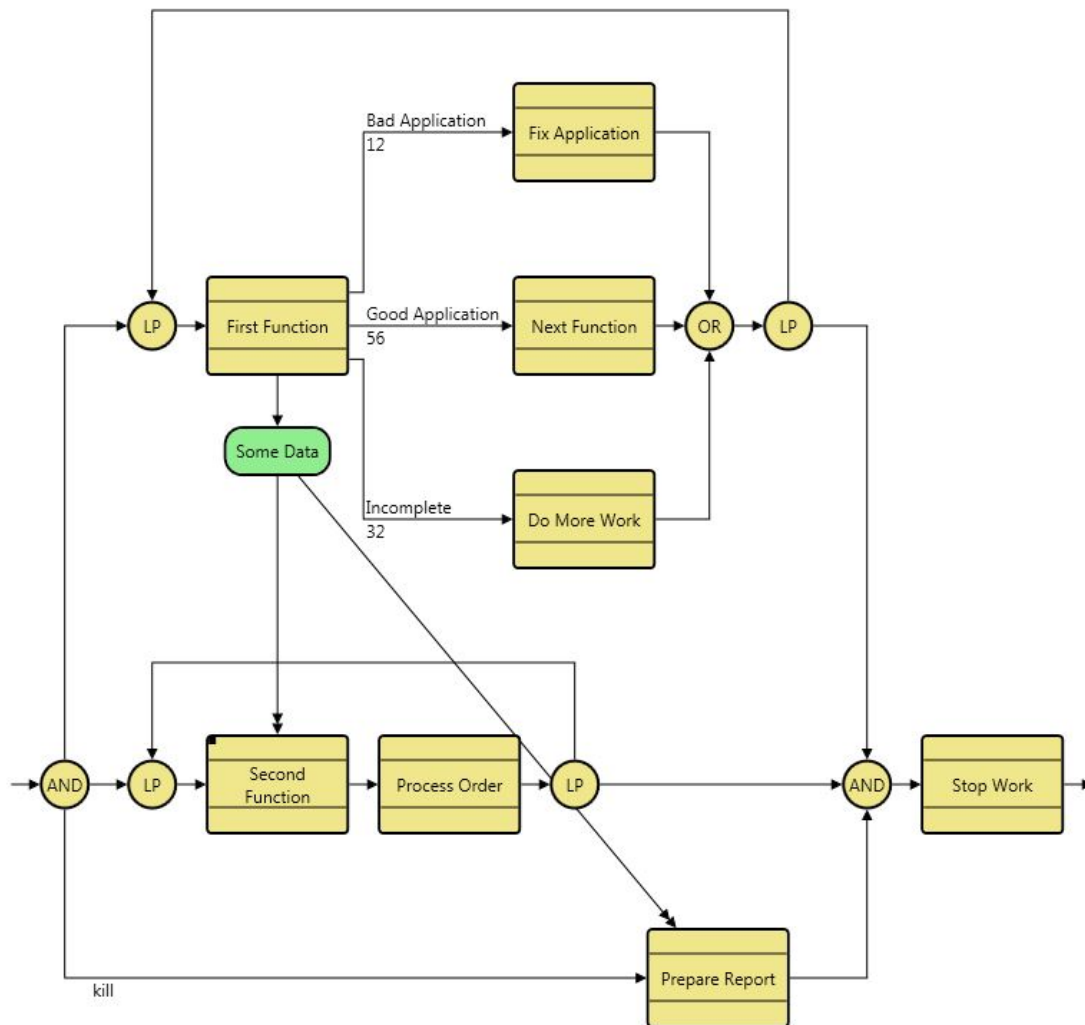 Bad Application
12
Fix Application
LP
First Function
Good Application
56
Next Function
OR
LP
Some Data
Incomplete
32
Do More Work
AND
LP
Second
Function
Process Order
LP
AND
Stop Work
kill
Prepare Report